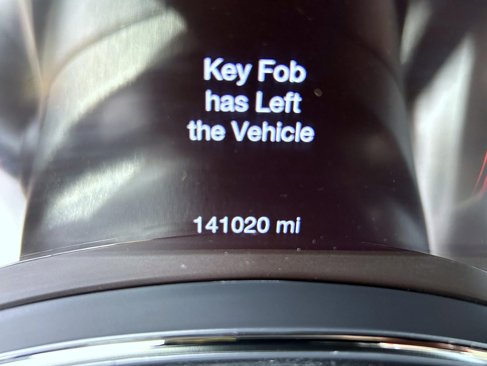 Key Fob
has Left
the Vehicle
141020 mi